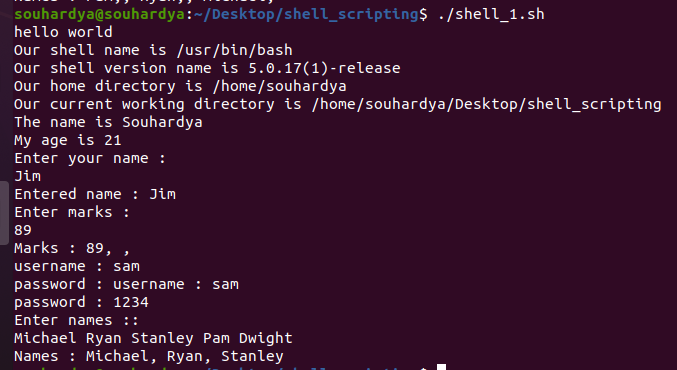 souhardya@souhardya:~/Desktop/shell_scripting$ ./shell_1.sh
hello world
Our shell name is /usr/bin/bash
Our shell version name is 5.0.17(1)-release
Our home directory is /home/souhardya
Our current working directory is /home/souhardya/Desktop/shell_scripting
The name is Souhardya
My age is 21
Enter your name :
Jim
Entered name : Jim
Enter marks :
89
Marks : 89, ,
username : sam
password : username : sam
password : 1234
Enter names ::
Michael Ryan Stanley Pam Dwight
Names : Michael, Ryan, Stanley